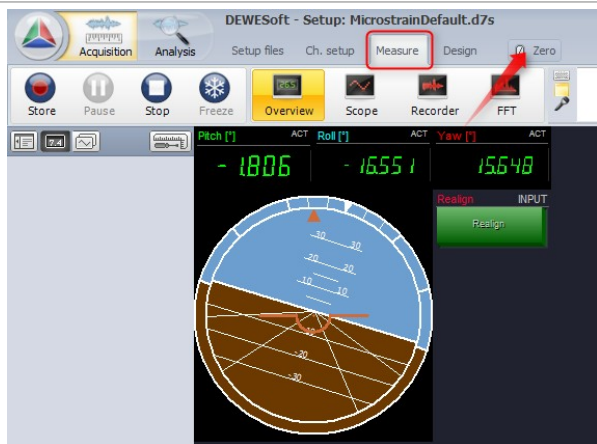 DEWESoft - Setup: MicrostrainDefault.d7s
Acquisition Analysis Setup files Ch. setup Measure Design 0 Zero
Store Pause Stop Freeze Overview Scope Recorder FFT
Pitch [°] ACT Roll [°] ACT Yaw [°] ACT
- 1.806 - 16.551 15.648
Realign INPUT
Realign
30 30
20 20
10 10
-10
-20
-30